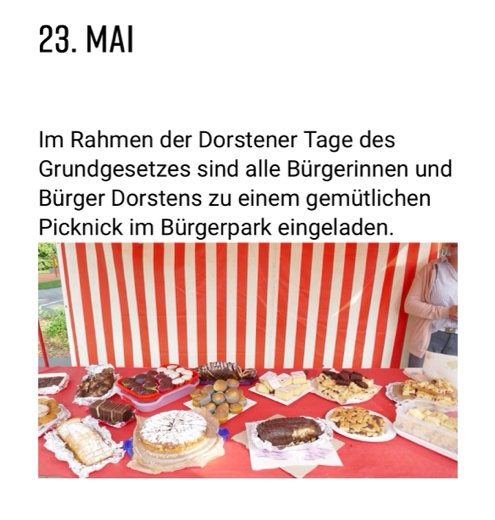 23. MAI
Im Rahmen der Dorstener Tage des
Grundgesetzes sind alle Bürgerinnen und
Bürger Dorstens zu einem gemütlichen
Picknick im Bürgerpark eingeladen.